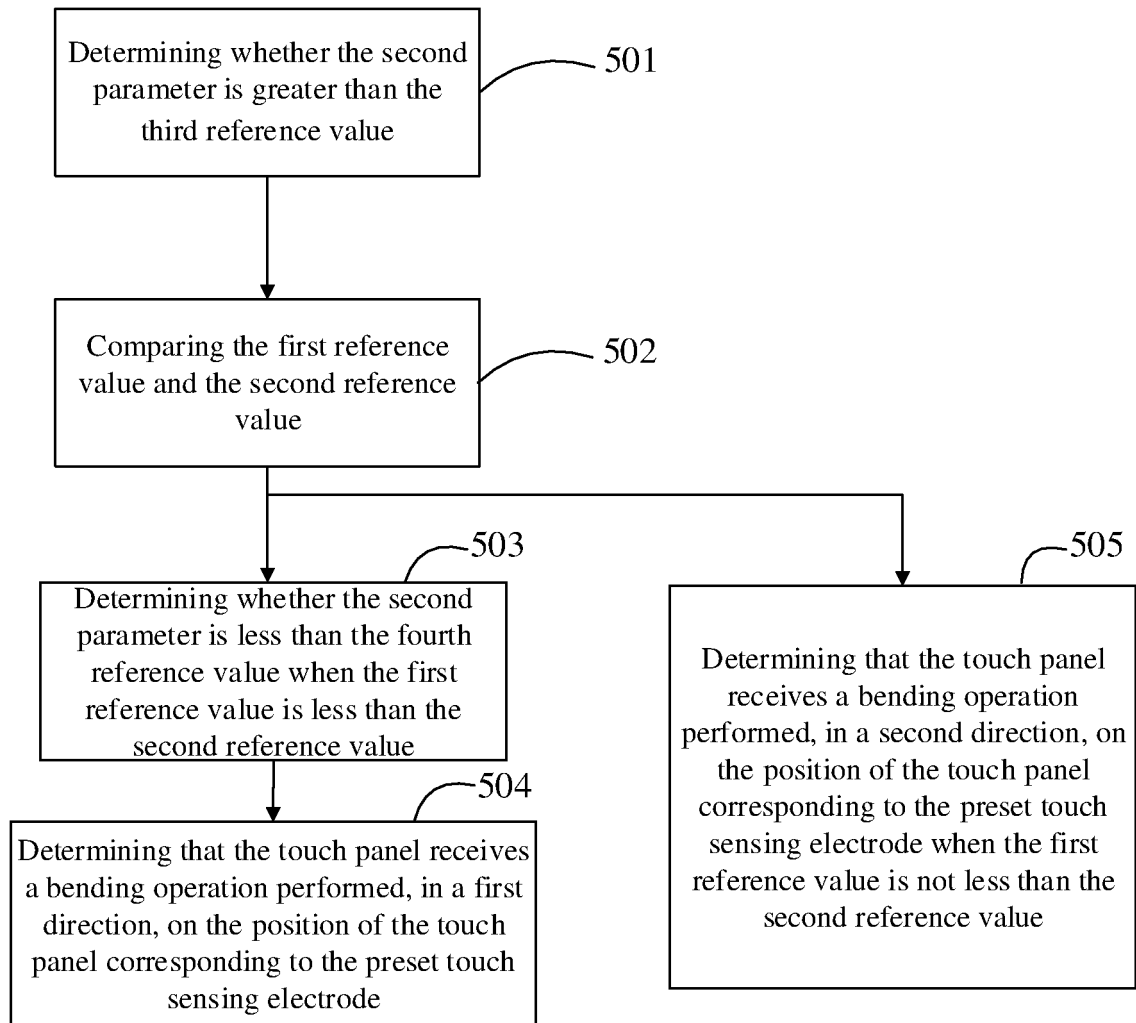 Determining whether the second
parameter is greater than the
third reference value
501
Comparing the first reference
value and the second reference
value
502
503
Determining whether the second
parameter is less than the fourth
reference value when the first
reference value is less than the
second reference value
504
Determining that the touch panel receives
a bending operation performed, in a first
direction, on the position of the touch
panel corresponding to the preset touch
sensing electrode
505
Determining that the touch panel
receives a bending operation
performed, in a second direction, on
the position of the touch panel
corresponding to the preset touch
sensing electrode when the first
reference value is not less than the
second reference value